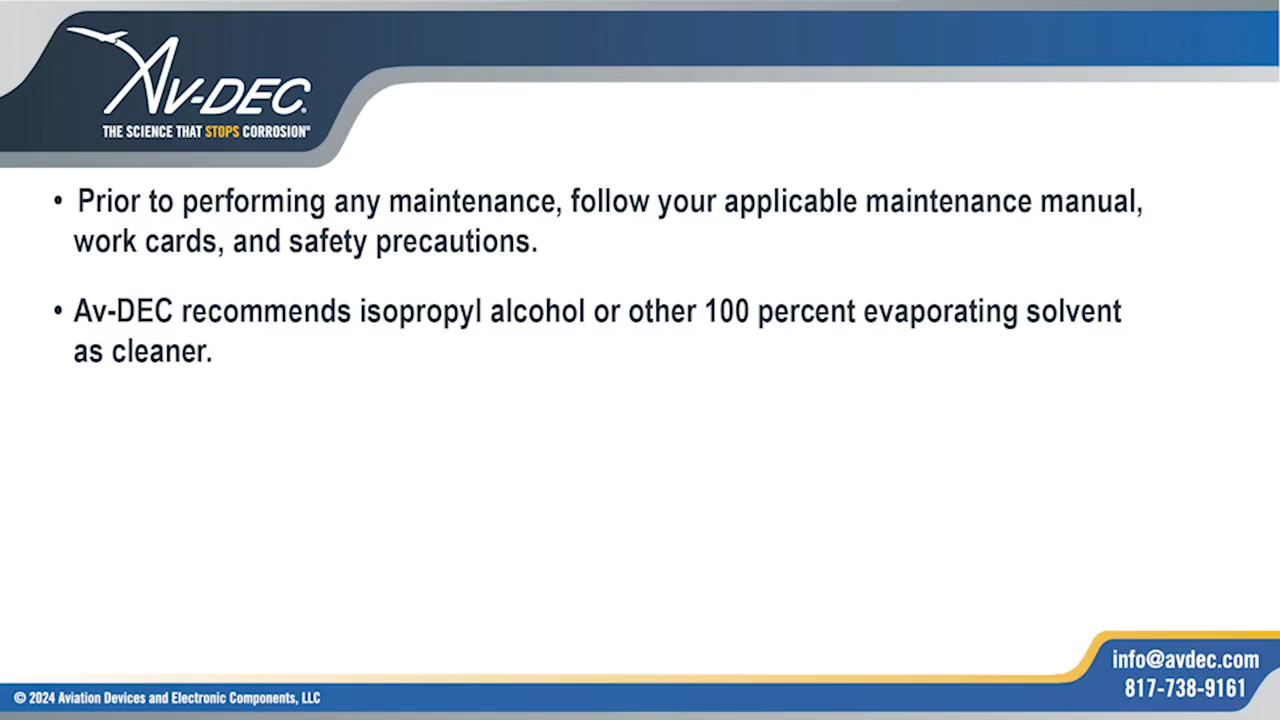 Av-DEC®
THE SCIENCE THAT STOPS CORROSION®
• Prior to performing any maintenance, follow your applicable maintenance manual,
work cards, and safety precautions.
• Av-DEC recommends isopropyl alcohol or other 100 percent evaporating solvent
as cleaner.
info@avdec.com
817-738-9161
© 2024 Aviation Devices and Electronic Components, LLC